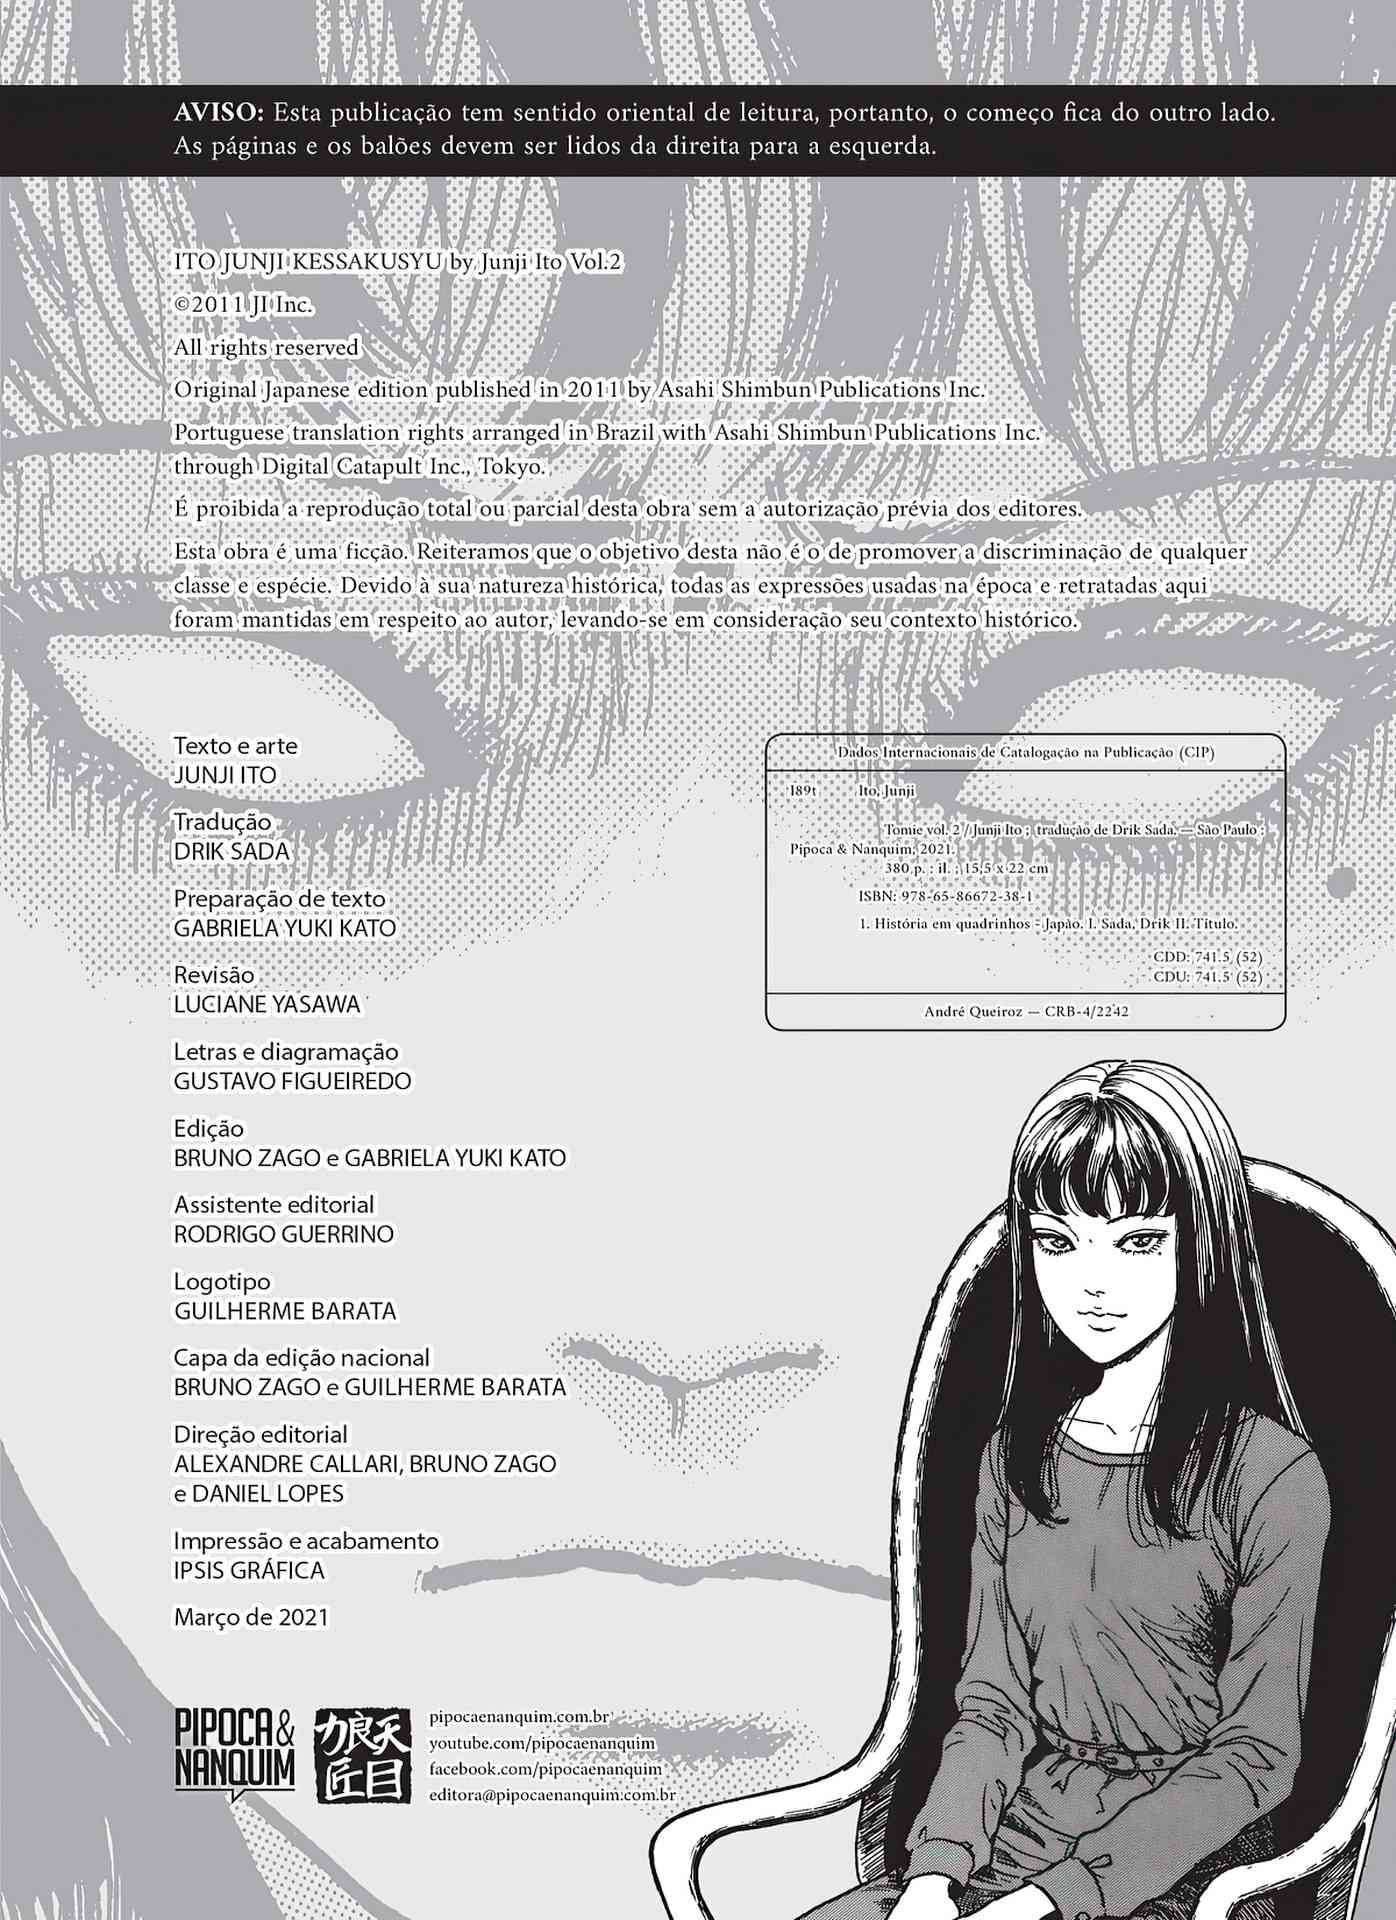 AVISO: Esta publicação tem sentido oriental de leitura, portanto, o começo fica do outro lado.
As páginas e os balões devem ser lidos da direita para a esquerda.
ITO JUNJI KESSAKUSYU by Junji Ito Vol.2
©2011 JI Inc.
All rights reserved
Original Japanese edition published in 2011 by Asahi Shimbun Publications Inc.
Portuguese translation rights arranged in Brazil with Asahi Shimbun Publications Inc.
through Digital Catapult Inc., Tokyo.
É proibida a reprodução total ou parcial desta obra sem a autorização prévia dos editores.
Esta obra é uma ficção. Reiteramos que o objetivo desta não é o de promover a discriminação de qualquer
classe e espécie. Devido à sua natureza histórica, todas as expressões usadas na época e retratadas aqui
foram mantidas em respeito ao autor, levando-se em consideração seu contexto histórico.
Texto e arte
JUNJI ITO
Tradução
DRIK SADA
Preparação de texto
GABRIELA YUKI KATO
Revisão
LUCIANE YASAWA
Letras e diagramação
GUSTAVO FIGUEIREDO
Edição
BRUNO ZAGO e GABRIELA YUKI KATO
Assistente editorial
RODRIGO GUERRINO
Logotipo
GUILHERME BARATA
Capa da edição nacional
BRUNO ZAGO e GUILHERME BARATA
Direção editorial
ALEXANDRE CALLARI, BRUNO ZAGO
e DANIEL LOPES
Impressão e acabamento
IPSIS GRÁFICA
Março de 2021
Dados Internacionais de Catalogação na Publicação (CIP)
I89t Ito, Junji
Tomie vol. 2 / Junji Ito ; tradução de Drik Sada. — São Paulo :
Pipoca & Nanquim, 2021.
380 p. : il. ; 15,5 x 22 cm
ISBN: 978-65-86672-38-1
1. História em quadrinhos - Japão. I. Sada, Drik II. Título.
CDD: 741.5 (52)
CDU: 741.5 (52)
André Queiroz — CRB-4/2242
PIPOCA &
NANQUIM
天目
狼匠
力
pipocaenanquim.com.br
youtube.com/pipocaenanquim
facebook.com/pipocaenanquim
editora@pipocaenanquim.com.br